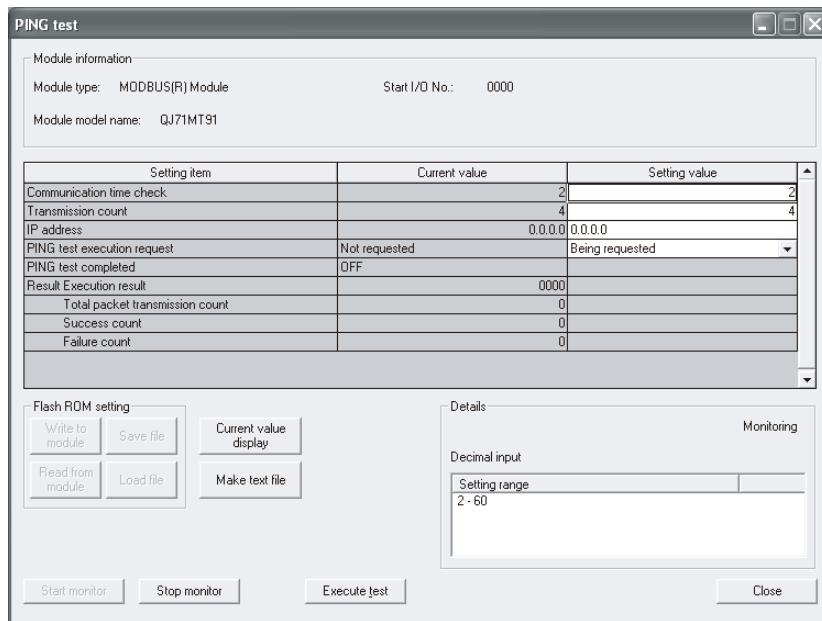 PING test
Module information
Module type: MODBUS(R) Module Start I/O No.: 0000
Module model name: QJ71MT91
Setting item Current value Setting value
Communication time check 2 2
Transmission count 4 4
IP address 0.0.0.0 0.0.0.0
PING test execution request Not requested Being requested
PING test completed OFF
Result Execution result 0000
Total packet transmission count 0
Success count 0
Failure count 0
Flash ROM setting
Write to module
Save file
Current value display
Read from module
Load file
Make text file
Details
Monitoring
Decimal input
Setting range
2 - 60
Start monitor Stop monitor Execute test Close